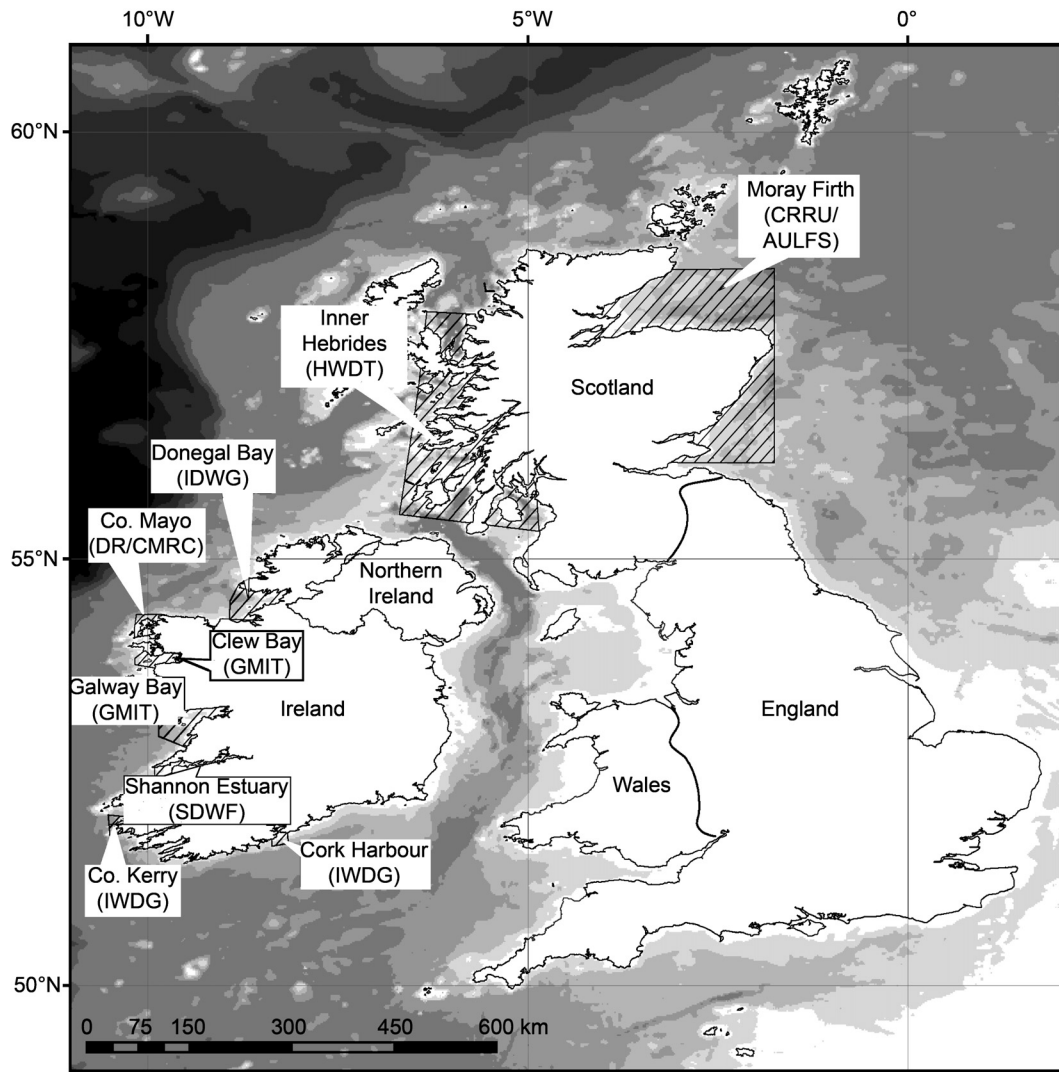 10°W
5°W
0°
60°N
Moray Firth
(CRRU/
AULFS)
Inner
Hebrides
(HWDT)
Scotland
Donegal Bay
(IDWG)
Co. Mayo
(DR/CMRC)
55°N
Northern
Ireland
Clew Bay
(GMIT)
Galway Bay
(GMIT)
Ireland
England
Wales
Shannon Estuary
(SDWF)
Cork Harbour
(IWDG)
Co. Kerry
(IWDG)
50°N
0 75 150 300 450 600 km